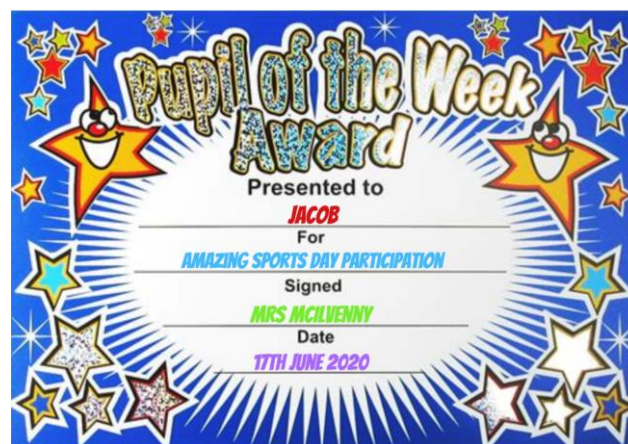 Pupil of the Week
Award
Presented to
JACOB
For
AMAZING SPORTS DAY PARTICIPATION
Signed
MRS MCILVENNY
Date
17TH JUNE 2020